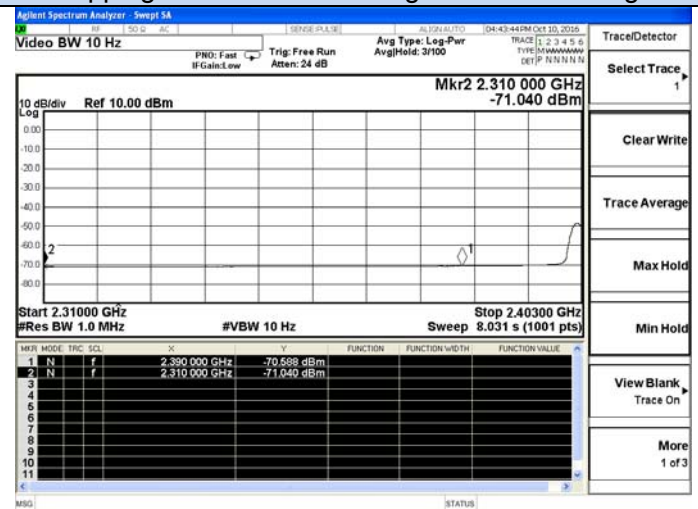 Agilent Spectrum Analyzer - Swept SA
RF 50 Ω AC SENSE:PULSE ALIGN AUTO 04:43:44 PM Oct 10, 2016
Video BW 10 Hz
PNO: Fast
IFGain:Low
Trig: Free Run
Atten: 24 dB
Avg Type: Log-Pwr
Avg|Hold: 3/100
TRACE 1 2 3 4 5 6
TYPE MWWWWW
DET P N N N N N
Mkr2 2.310 000 GHz
-71.040 dBm
10 dB/div Ref 10.00 dBm
Log
0.00
-10.0
-20.0
-30.0
-40.0
-50.0
-60.0
-70.0
-80.0
2
1
Start 2.31000 GHz
Stop 2.40300 GHz
#Res BW 1.0 MHz #VBW 10 Hz Sweep 8.031 s (1001 pts)
MKR MODE TRC SCL X Y FUNCTION FUNCTION WIDTH FUNCTION VALUE
1 N f 2.390 000 GHz -70.588 dBm
2 N f 2.310 000 GHz -71.040 dBm
3
4
5
6
7
8
9
10
11
MSG STATUS
Trace/Detector
Select Trace
1
Clear Write
Trace Average
Max Hold
Min Hold
View Blank
Trace On
More
1 of 3